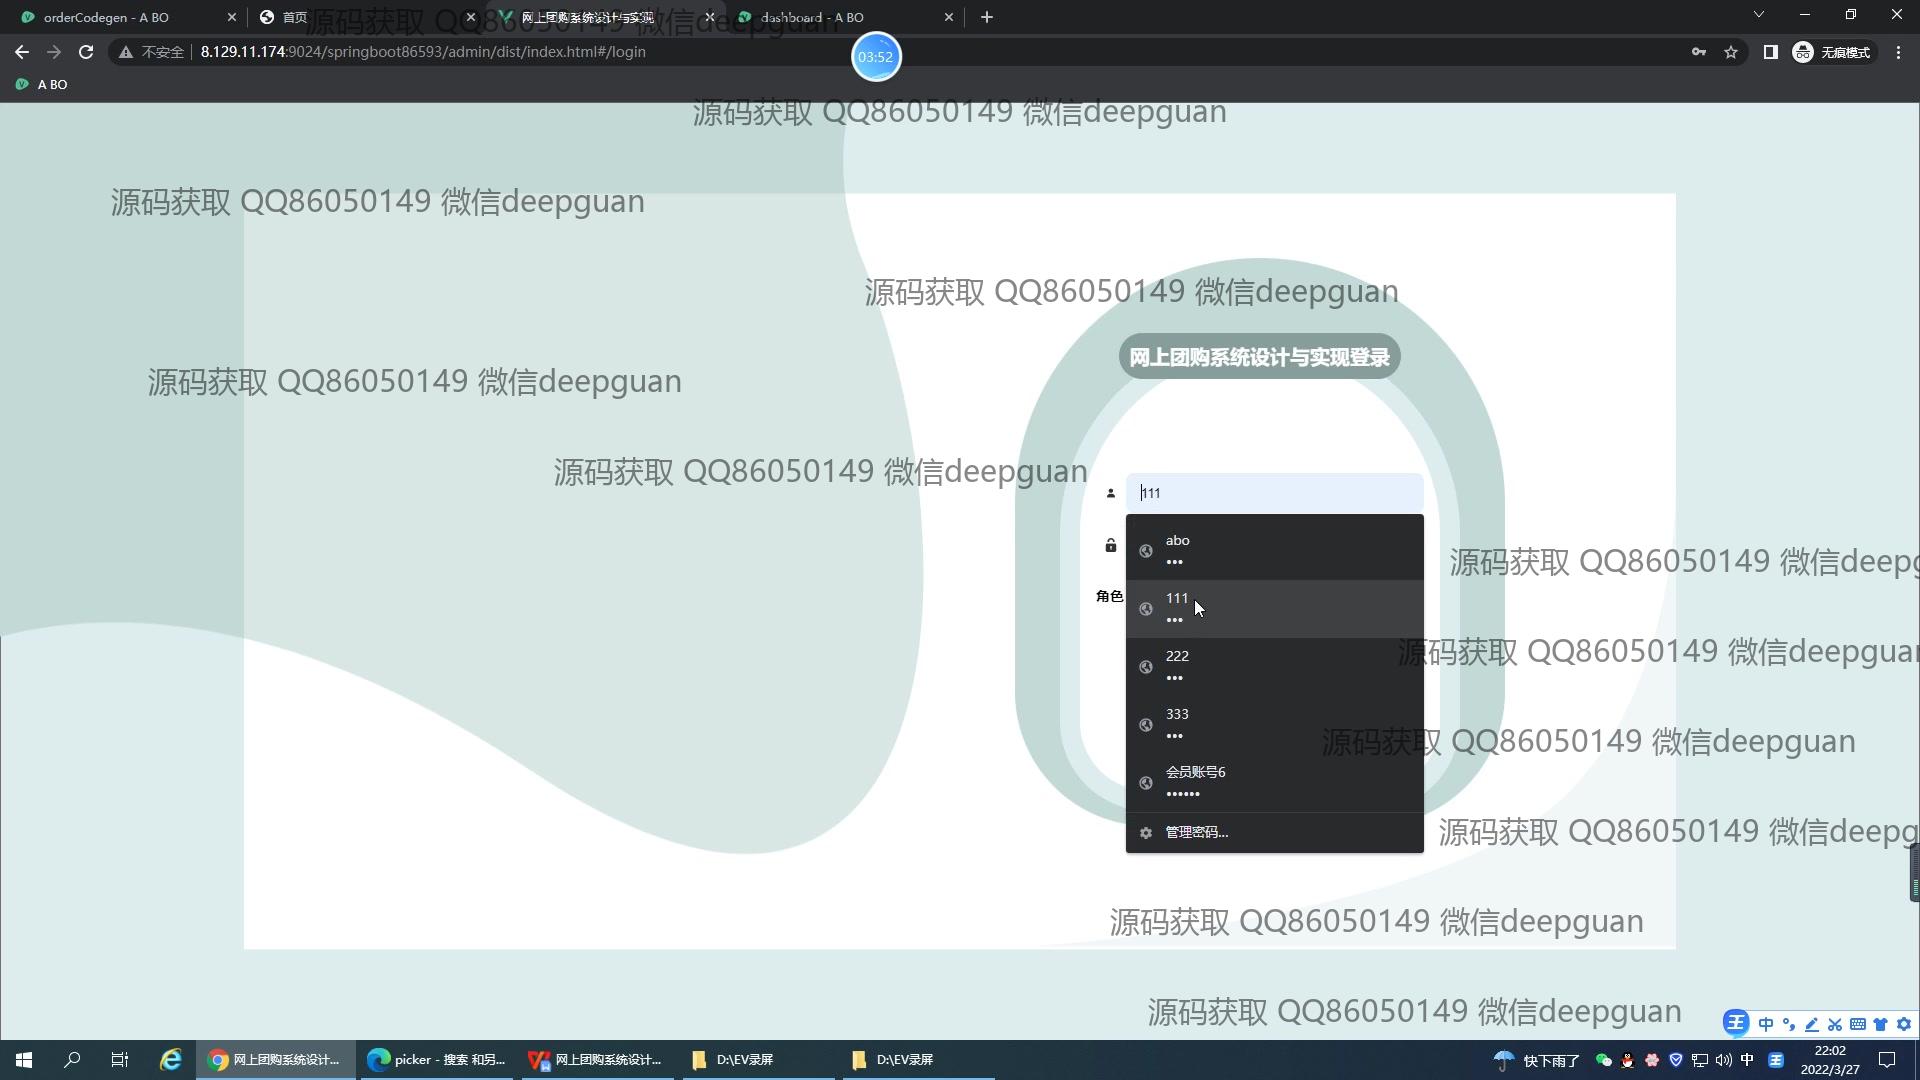 orderCodegen - A BO
首页
网上团购系统设计与实现
dashboard - A BO
源码获取 QQ86050149 微信deepguan
不安全
8.129.11.174:9024/springboot86593/admin/dist/index.html#/login
03:52
无痕模式
A BO
源码获取 QQ86050149 微信deepguan
源码获取 QQ86050149 微信deepguan
源码获取 QQ86050149 微信deepguan
网上团购系统设计与实现登录
源码获取 QQ86050149 微信deepguan
源码获取 QQ86050149 微信deepguan
111
abo
•••
源码获取 QQ86050149 微信deepg
角色
111
•••
222
•••
源码获取 QQ86050149 微信deepguan
333
•••
源码获取 QQ86050149 微信deepguan
会员账号6
••••••
管理密码...
源码获取 QQ86050149 微信deepg
源码获取 QQ86050149 微信deepguan
源码获取 QQ86050149 微信deepguan
王 中
网上团购系统设计...
picker - 搜索 和另...
网上团购系统设计...
D:\EV录屏
D:\EV录屏
快下雨了
中
王
22:02
2022/3/27